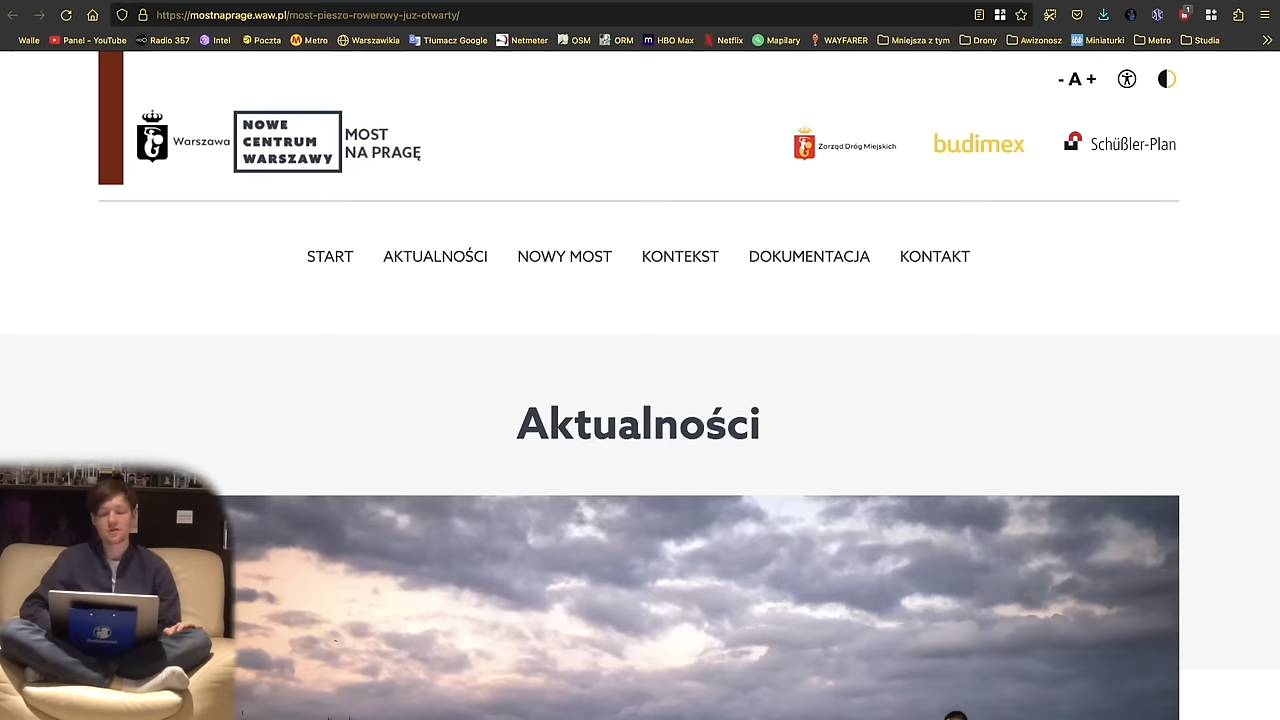 https://mostnaprage.waw.pl/most-pieszo-rowerowy-juz-otwarty/
1
Walle Panel - YouTube Radio 357 Intel Poczta Metro Warszawikia Tłumacz Google Netmeter OSM ORM HBO Max Netflix Mapilary WAYFARER Mniejsza z tym Drony Awizonosz Miniaturki Metro Studia
- A +
Warszawa
NOWE
CENTRUM
WARSZAWY
MOST
NA PRAGĘ
Zarząd Dróg Miejskich
budimex
Schüßler-Plan
START AKTUALNOŚCI NOWY MOST KONTEKST DOKUMENTACJA KONTAKT
Aktualności